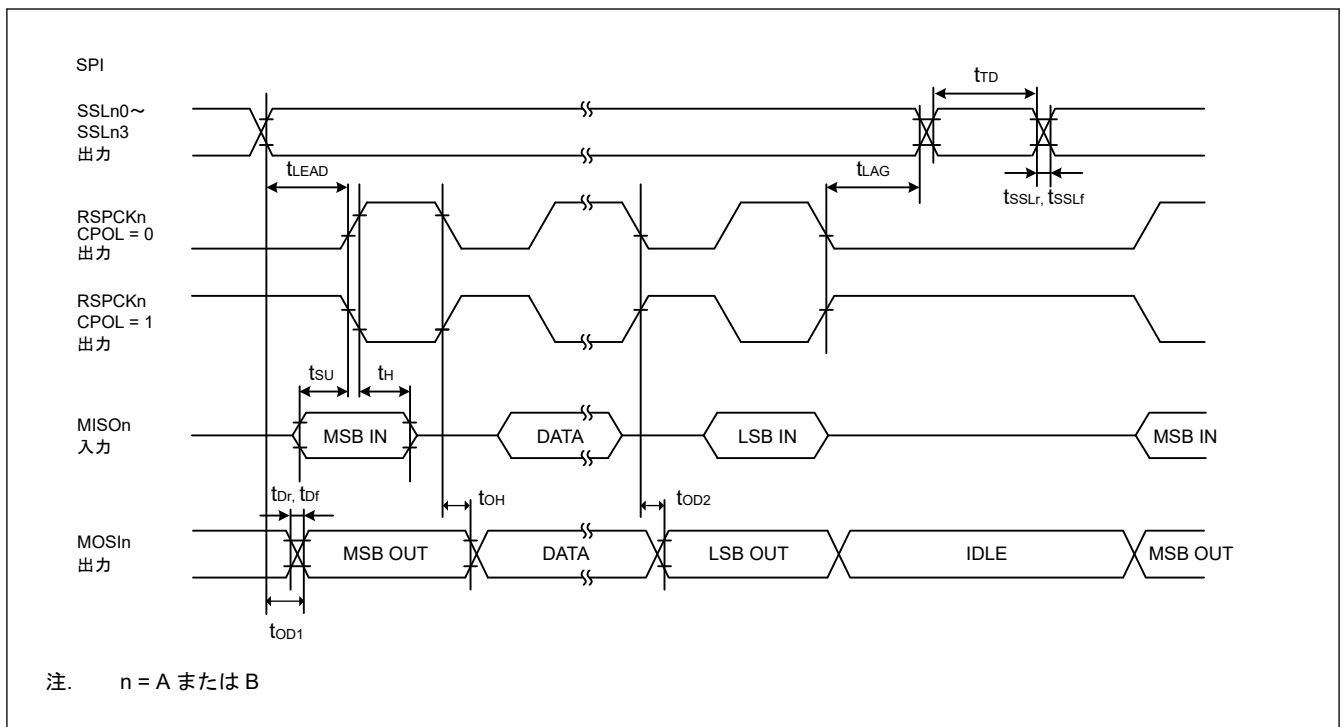 SPI
SSLn0～
SSLn3
出力
tTD
tLEAD
tLAG
tSSLr, tSSLf
RSPCKn
CPOL = 0
出力
RSPCKn
CPOL = 1
出力
tSU
tH
MISOn
入力
MSB IN
DATA
LSB IN
MSB IN
tDr, tDf
tOH
tOD2
MOSIn
出力
MSB OUT
DATA
LSB OUT
IDLE
MSB OUT
tOD1
注. n = A または B